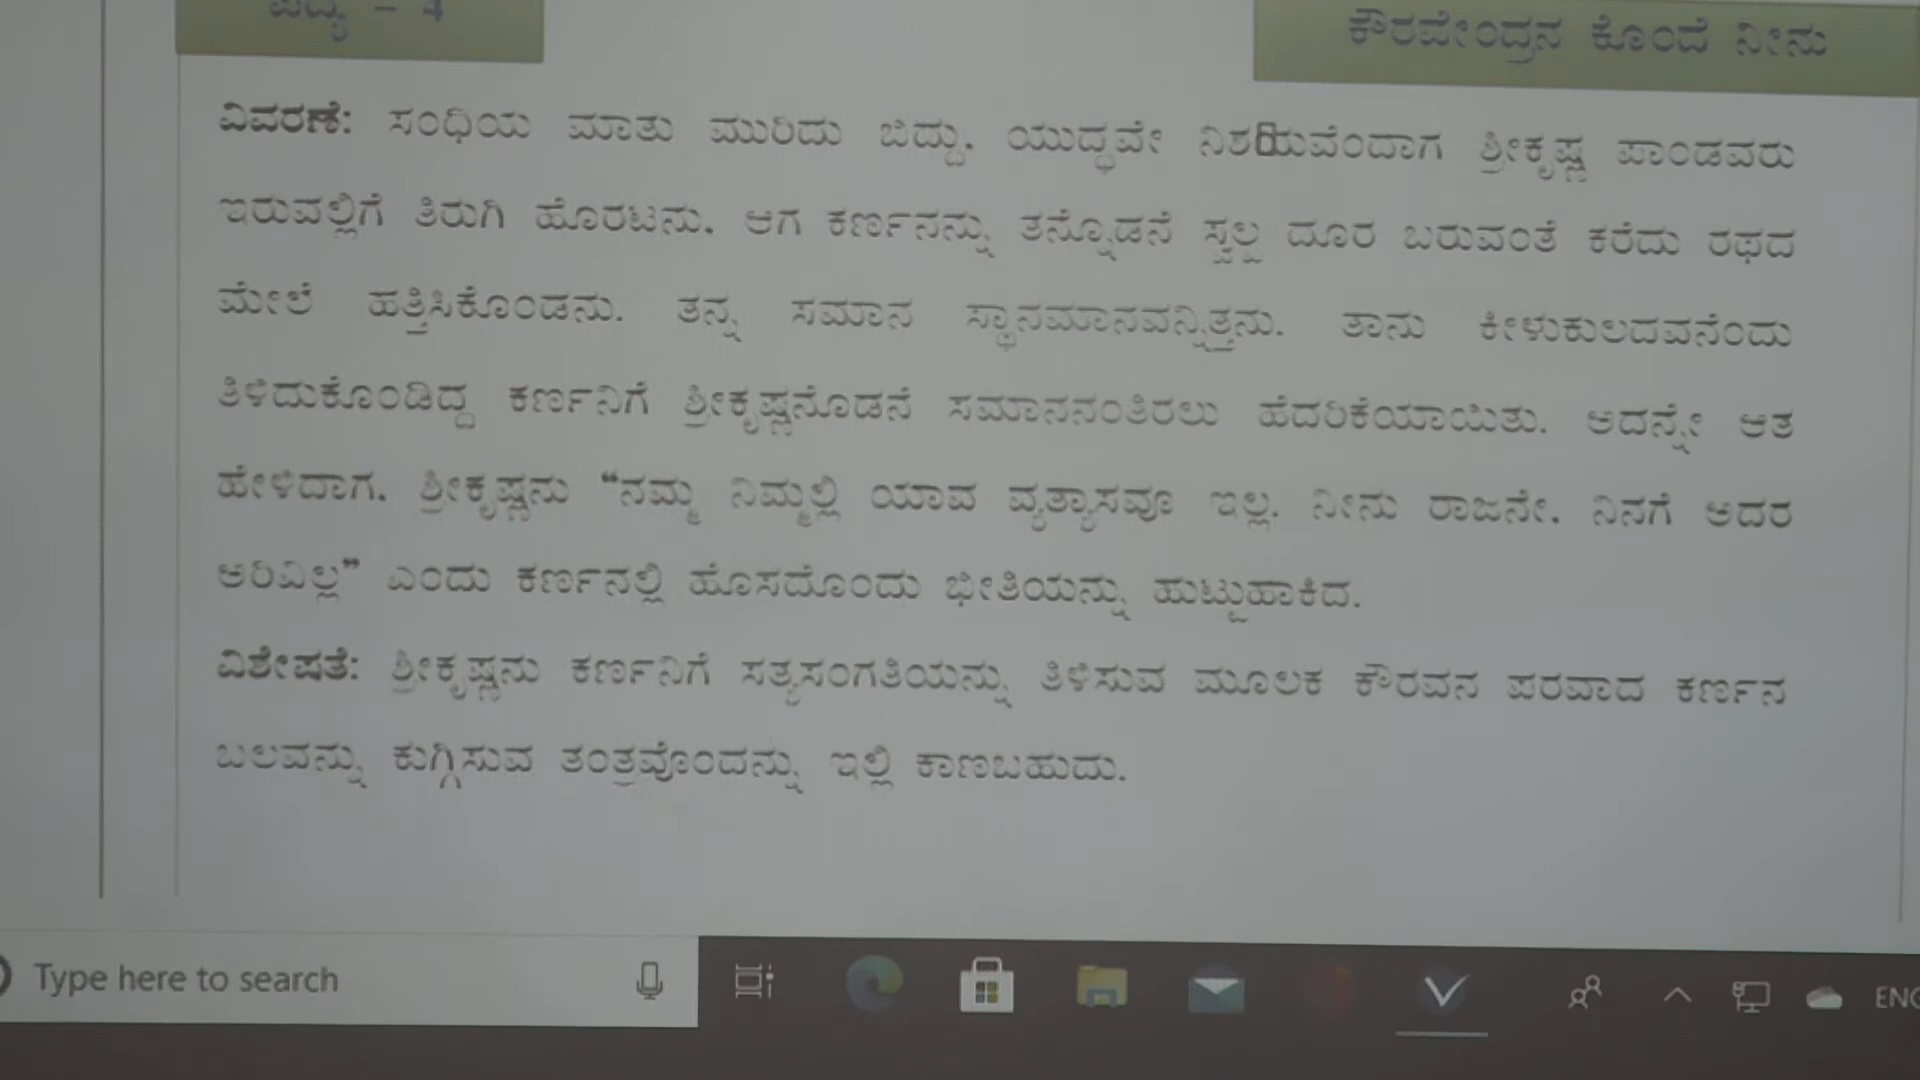 ಪದ್ಯ - 4
ಕೌರವೇಂದ್ರನ ಕೊಂದೆ ನೀನು
ವಿವರಣೆ: ಸಂಧಿಯ ಮಾತು ಮುರಿದು ಬಿದ್ದು. ಯುದ್ಧವೇ ಶ್ರೀಕೃಷ್ಣ ಪಾಂಡವರು
ಇರುವಲ್ಲಿಗೆ ತಿರುಗಿ ಹೊರಟನು. ಆಗ ಕರ್ಣನನ್ನು ತನ್ನೊಡನೆ ಸ್ವಲ್ಪ ದೂರ ಬರುವಂತೆ ಕರೆದು ರಥದ
ಮೇಲೆ ಹತ್ತಿಸಿಕೊಂಡನು. ತನ್ನ ಸಮಾನ ಸ್ಥಾನಮಾನವನ್ನಿತ್ತನು. ತಾನು ಕೀಳುಕುಲದವನೆಂದು
ತಿಳಿದುಕೊಂಡಿದ್ದ ಕರ್ಣನಿಗೆ ಶ್ರೀಕೃಷ್ಣನೊಡನೆ ಸಮಾನನಂತಿರಲು ಹೆದರಿಕೆಯಾಯಿತು. ಅದನ್ನೇ ಆತ
ಹೇಳಿದಾಗ. ಶ್ರೀಕೃಷ್ಣನು “ನಮ್ಮ ನಿಮ್ಮಲ್ಲಿ ಯಾವ ವ್ಯತ್ಯಾಸವೂ ಇಲ್ಲ. ನೀನು ರಾಜನೇ. ನಿನಗೆ ಅದರ
ಅರಿವಿಲ್ಲ” ಎಂದು ಕರ್ಣನಲ್ಲಿ ಹೊಸದೊಂದು ಭೀತಿಯನ್ನು ಹುಟ್ಟುಹಾಕಿದ.
ವಿಶೇಷತೆ: ಶ್ರೀಕೃಷ್ಣನು ಕರ್ಣನಿಗೆ ಸತ್ಯಸಂಗತಿಯನ್ನು ತಿಳಿಸುವ ಮೂಲಕ ಕೌರವನ ಪರವಾದ ಕರ್ಣನ
ಬಲವನ್ನು ಕುಗ್ಗಿಸುವ ತಂತ್ರವೊಂದನ್ನು ಇಲ್ಲಿ ಕಾಣಬಹುದು.
Type here to search
ENG